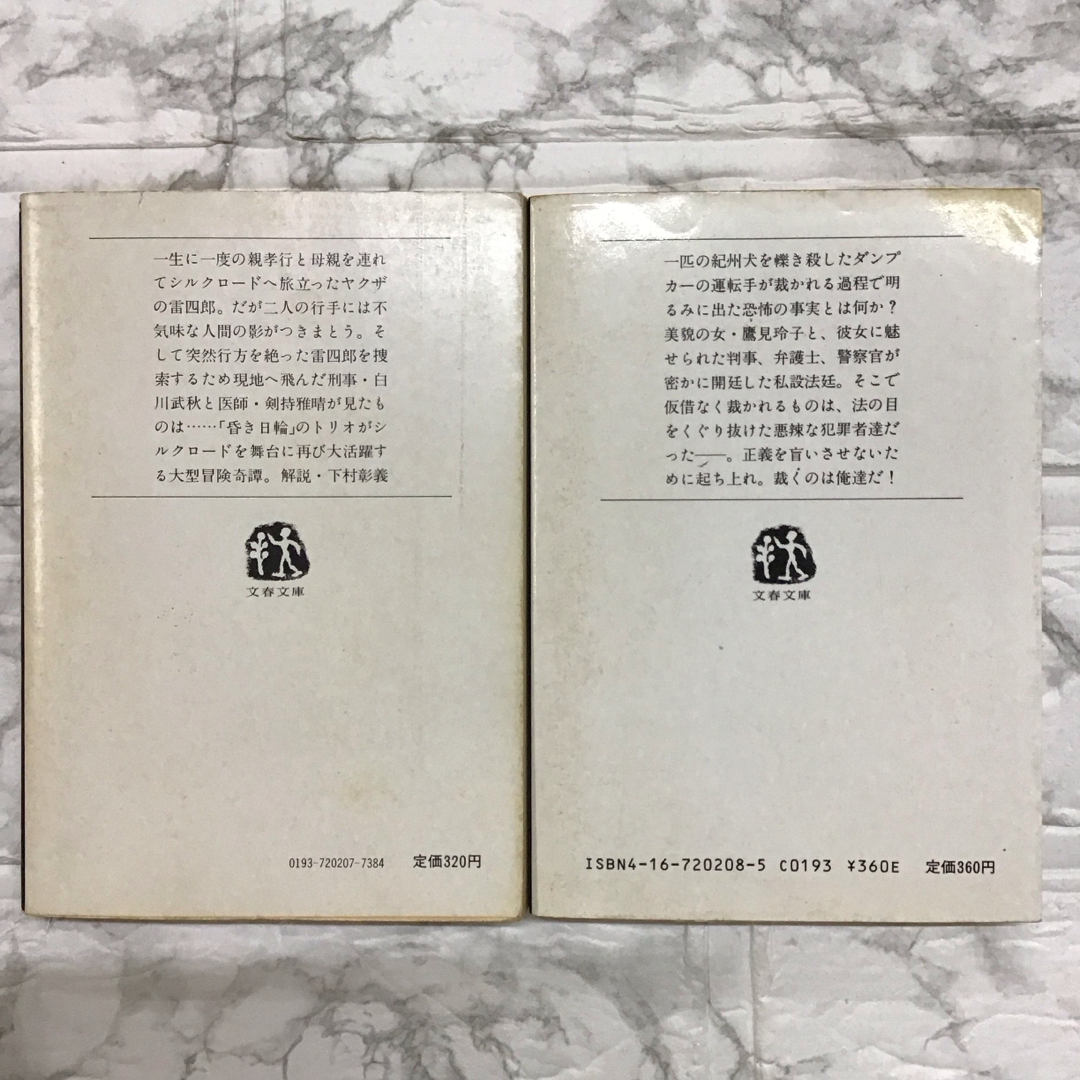 一生に一度の親孝行と母親を連れ
てシルクロードへ旅立ったヤクザ
の雷四郎。だが二人の行手には不
気味な人間の影がつきまとう。そ
して突然行方を絶った雷四郎を捜
索するため現地へ飛んだ刑事・白
川武秋と医師・剣持雅晴が見たも
のは……「昏き日輪」のトリオがシ
ルクロードを舞台に再び大活躍す
る大型冒険奇譚。解説・下村彰義
文春文庫
0193-720207-7384 定価320円
一匹の紀州犬を轢き殺したダンプ
カーの運転手が裁かれる過程で明
るみに出た恐怖の事実とは何か?
美貌の女・鷹見玲子と、彼女に魅
せられた判事、弁護士、警察官が
密かに開廷した私設法廷。そこで
仮借なく裁かれるものは、法の目
をくぐり抜けた悪辣な犯罪者達だ
った――。正義を盲いさせないた
めに起ち上れ。裁くのは俺達だ!
文春文庫
ISBN4-16-720208-5 C0193 ¥360E 定価360円